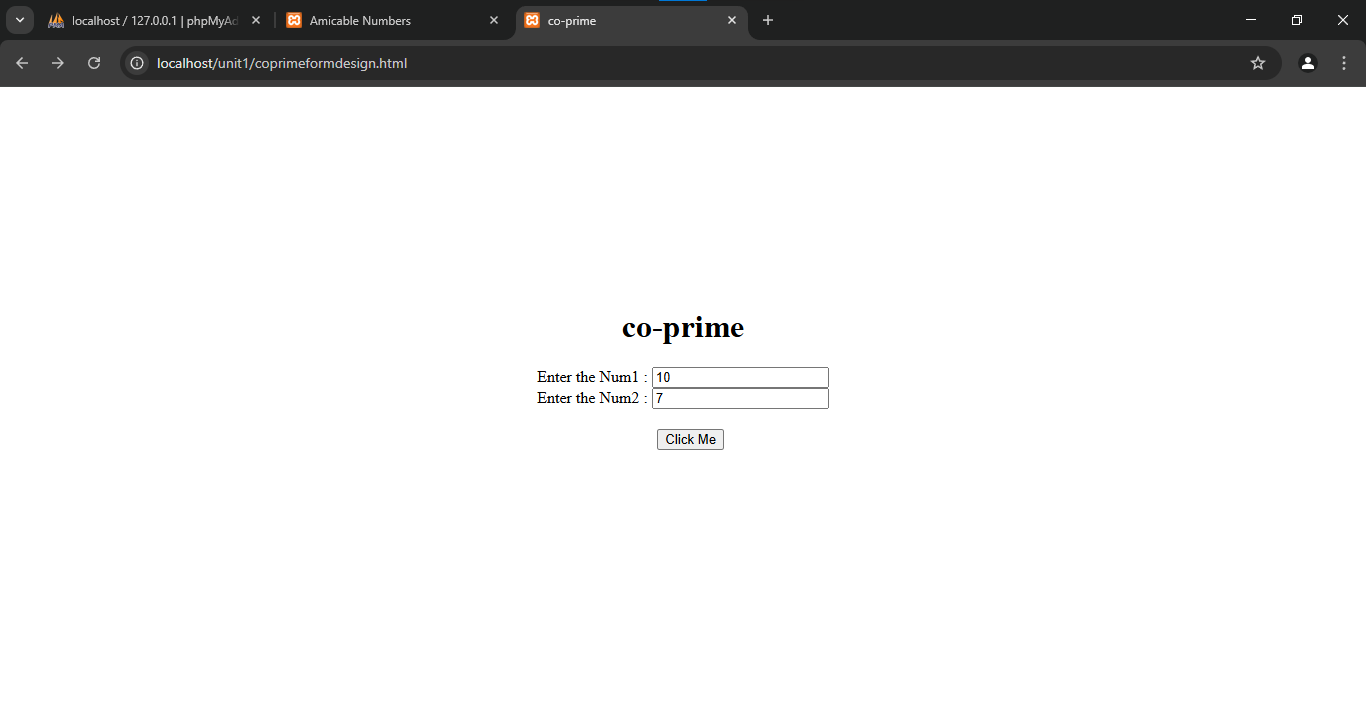 localhost / 127.0.0.1 | phpMyAd
Amicable Numbers
co-prime
localhost/unit1/coprimeformdesign.html
co-prime
Enter the Num1 : 10
Enter the Num2 : 7
Click Me